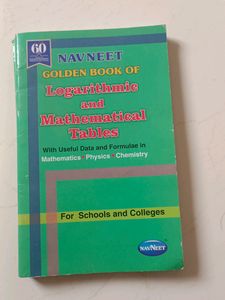 60
NAVNEET
GOLDEN BOOK OF
Logarithmic
and
Mathematical
Tables
With Useful Data and Formulae in
Mathematics • Physics • Chemistry
For Schools and Colleges
NAVNEET